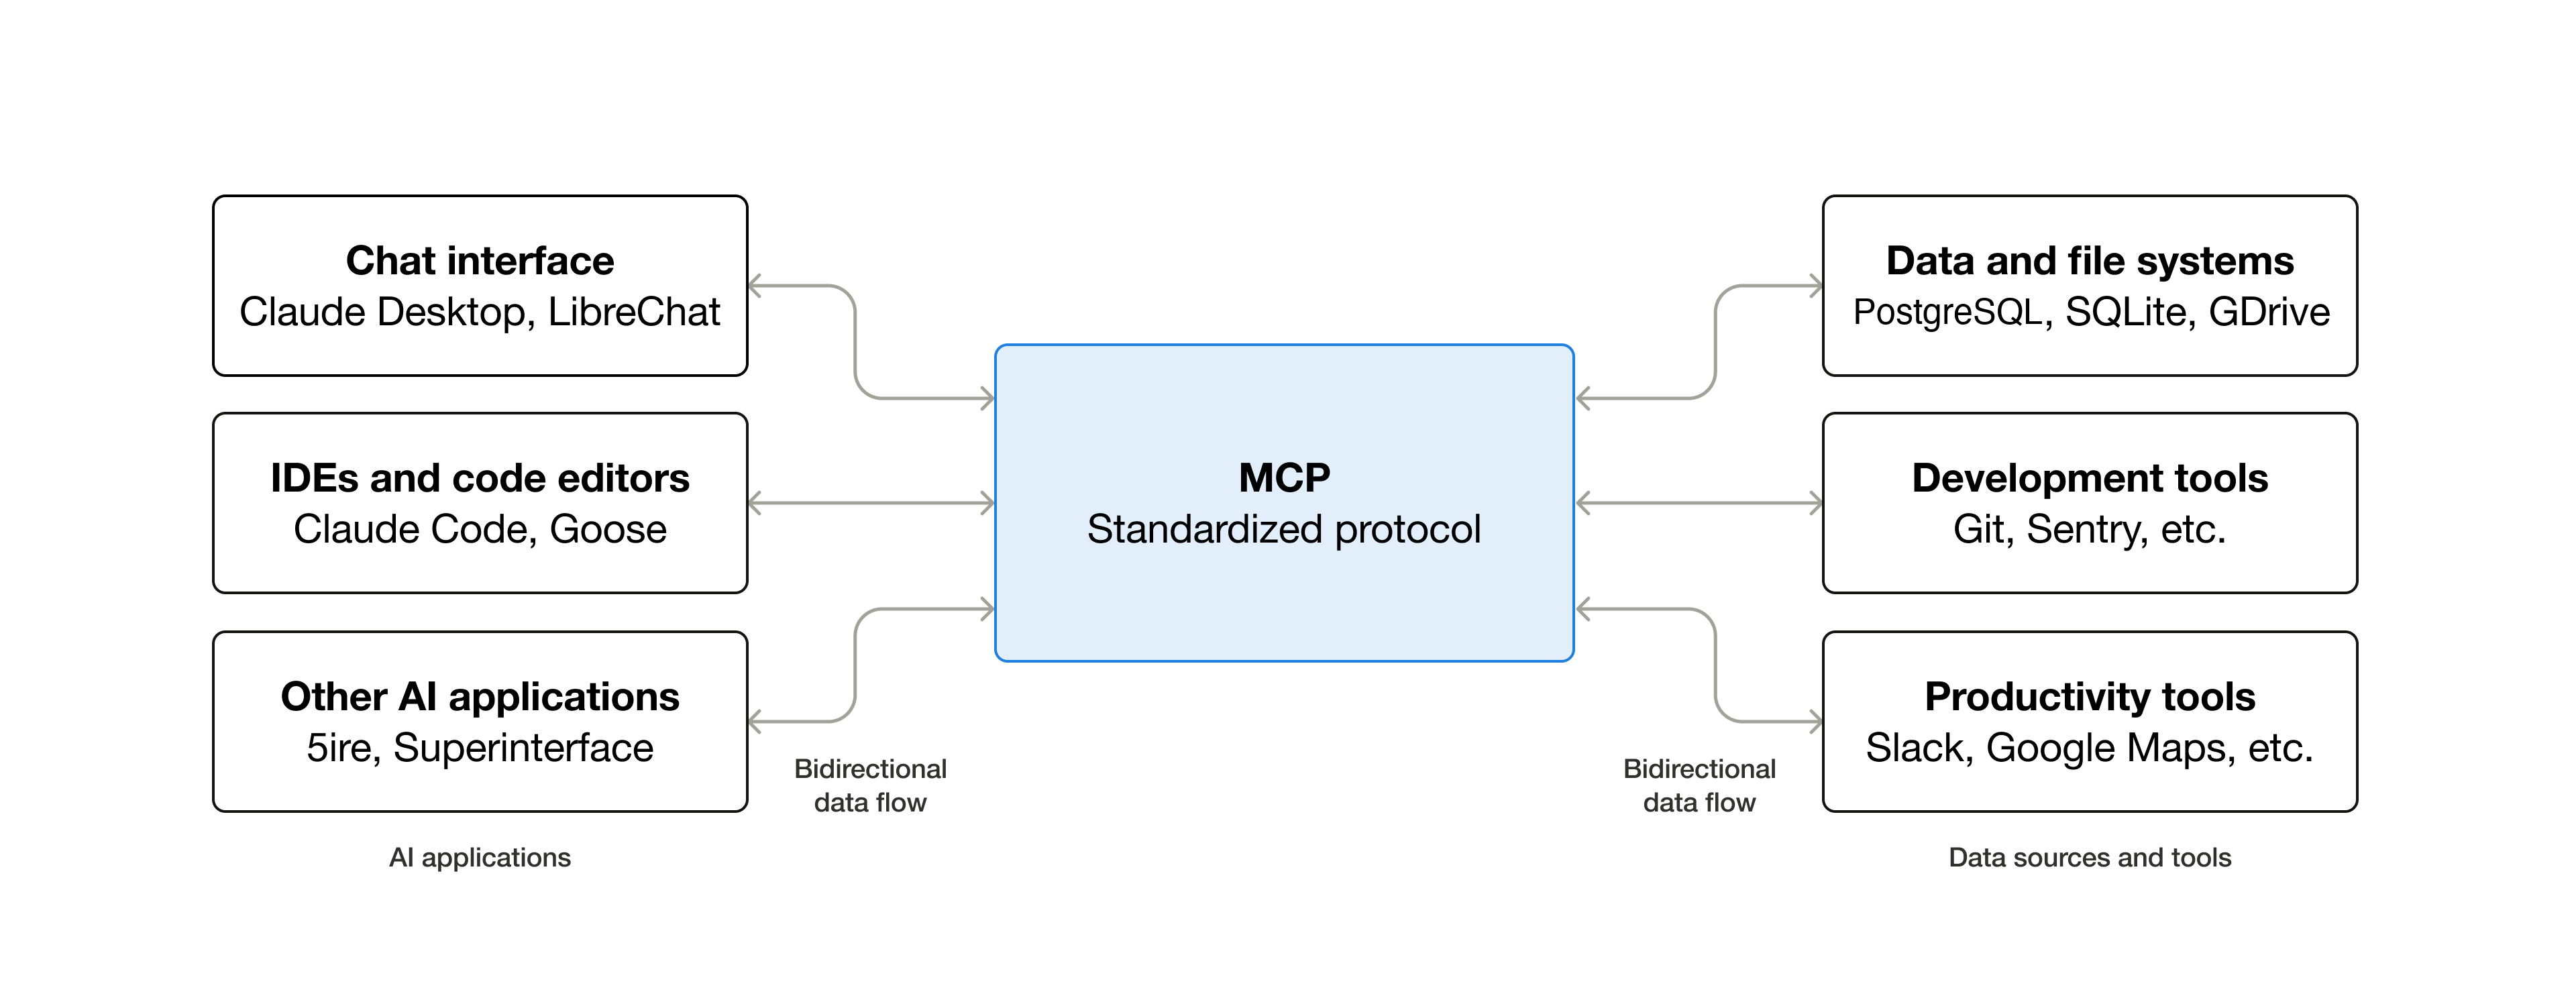 Chat interface
Claude Desktop, LibreChat
IDEs and code editors
Claude Code, Goose
Other AI applications
5ire, Superinterface
AI applications
Bidirectional
data flow
MCP
Standardized protocol
Bidirectional
data flow
Data and file systems
PostgreSQL, SQLite, GDrive
Development tools
Git, Sentry, etc.
Productivity tools
Slack, Google Maps, etc.
Data sources and tools